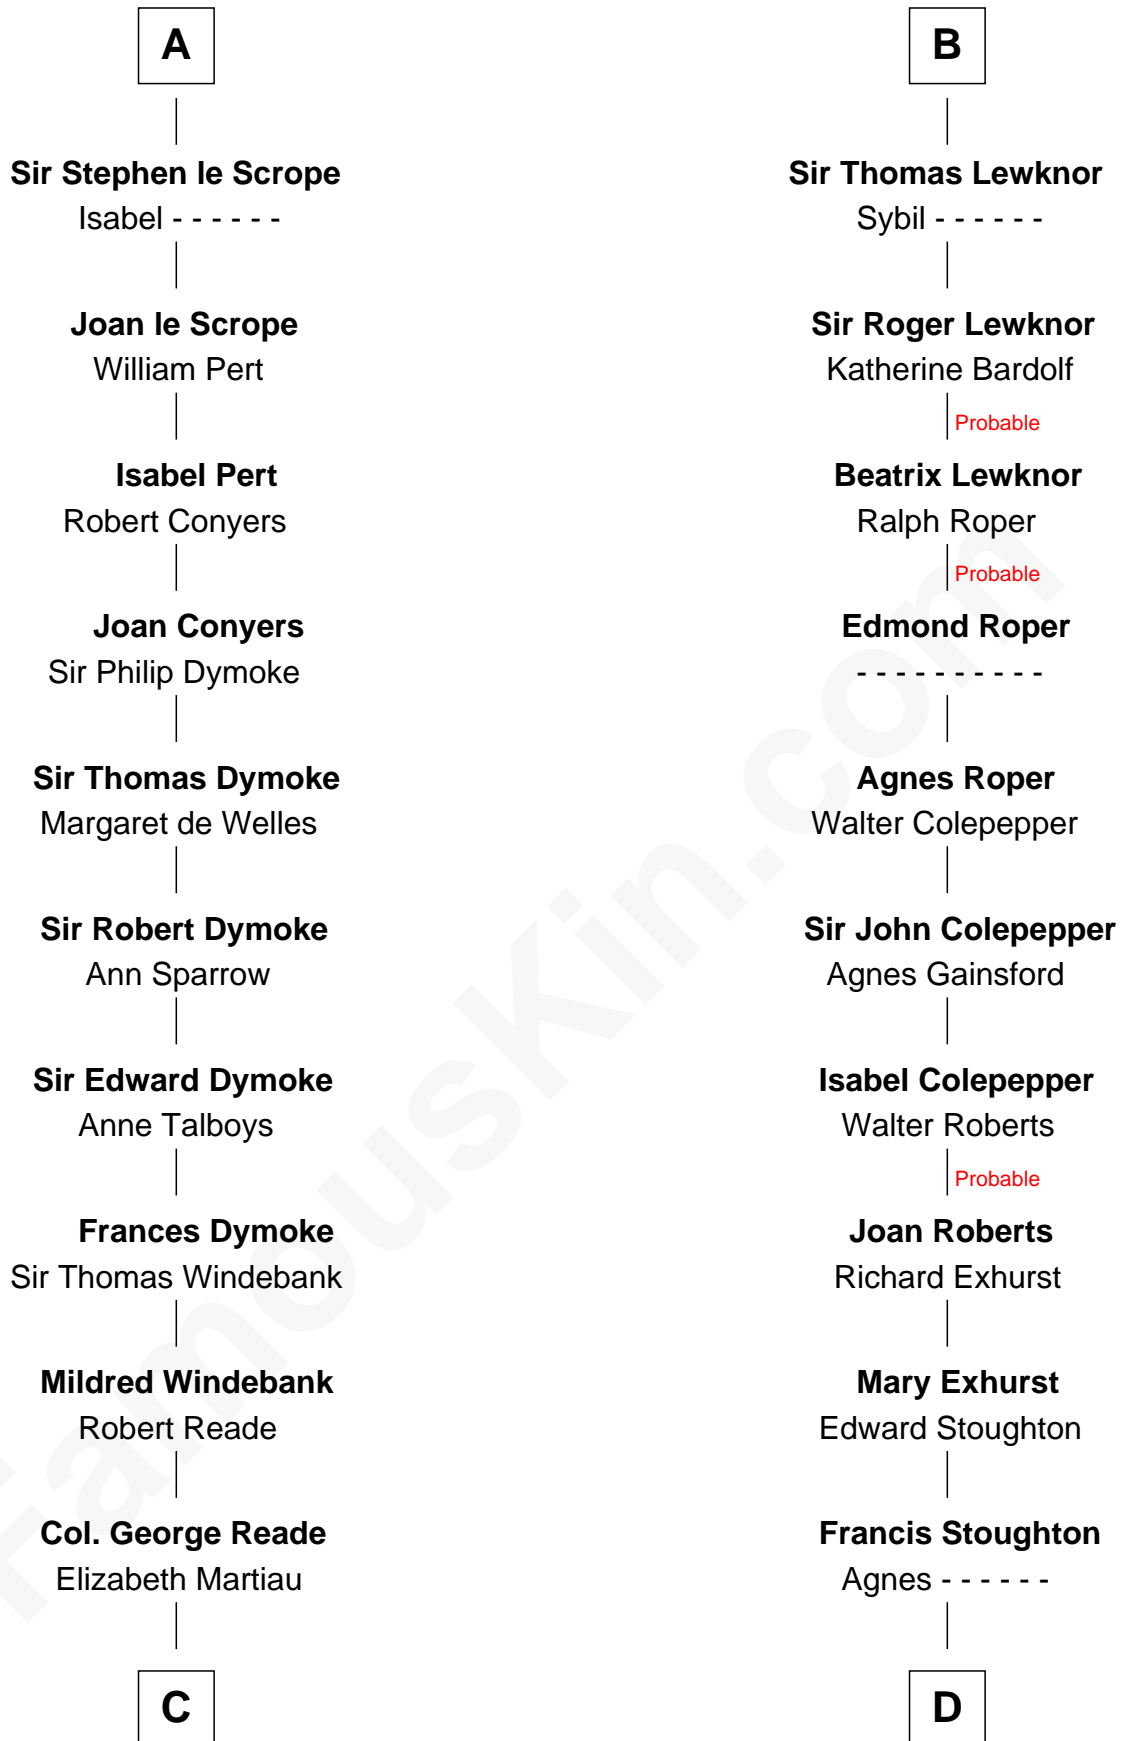 A
Sir Stephen le Scrope
Isabel - - - - - -
Joan le Scrope
William Pert
Isabel Pert
Robert Conyers
Joan Conyers
Sir Philip Dymoke
Sir Thomas Dymoke
Margaret de Welles
Sir Robert Dymoke
Ann Sparrow
Sir Edward Dymoke
Anne Talboys
Frances Dymoke
Sir Thomas Windebank
Mildred Windebank
Robert Reade
Col. George Reade
Elizabeth Martiau
C
B
Sir Thomas Lewknor
Sybil - - - - - -
Sir Roger Lewknor
Katherine Bardolf
Probable
Beatrix Lewknor
Ralph Roper
Probable
Edmond Roper
- - - - - - - - - -
Agnes Roper
Walter Colepepper
Sir John Colepepper
Agnes Gainsford
Isabel Colepepper
Walter Roberts
Probable
Joan Roberts
Richard Exhurst
Mary Exhurst
Edward Stoughton
Francis Stoughton
Agnes - - - - - -
D
FamousKin.com